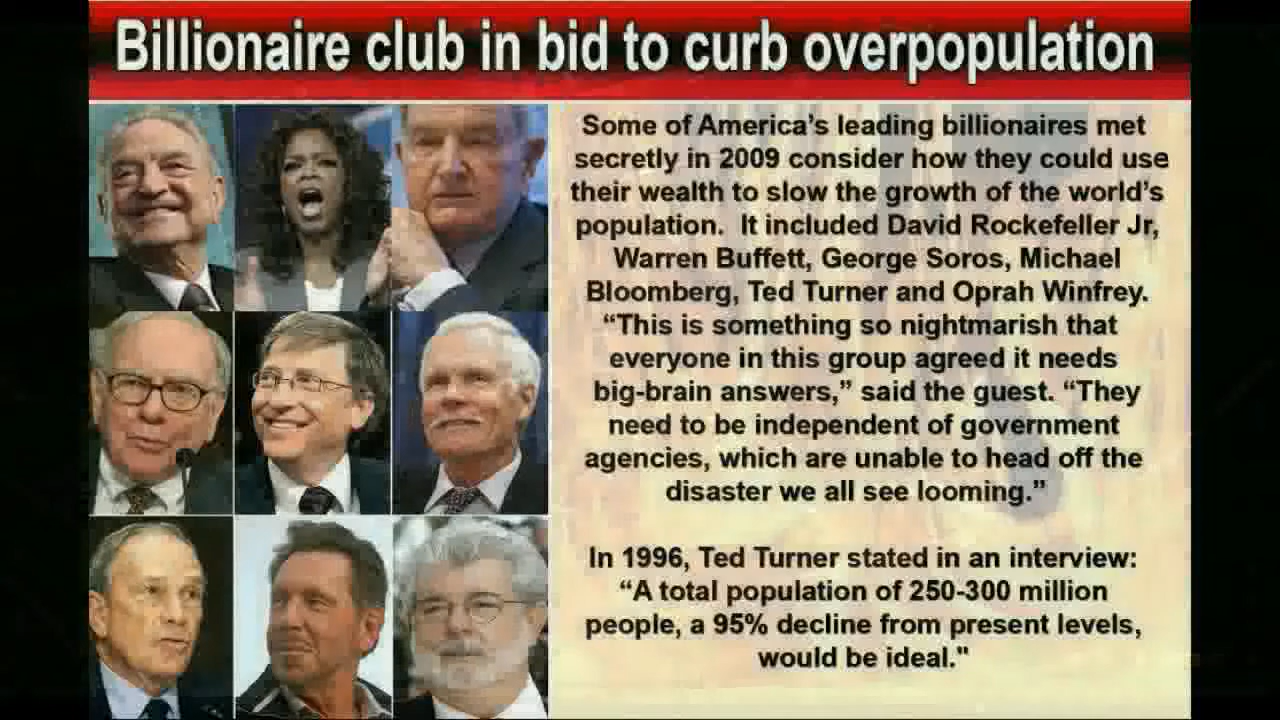 Billionaire club in bid to curb overpopulation
Some of America's leading billionaires met
secretly in 2009 consider how they could use
their wealth to slow the growth of the world's
population.  It included David Rockefeller Jr,
Warren Buffett, George Soros, Michael
Bloomberg, Ted Turner and Oprah Winfrey.
“This is something so nightmarish that
everyone in this group agreed it needs
big-brain answers,” said the guest. “They
need to be independent of government
agencies, which are unable to head off the
disaster we all see looming.”
In 1996, Ted Turner stated in an interview:
“A total population of 250-300 million
people, a 95% decline from present levels,
would be ideal."